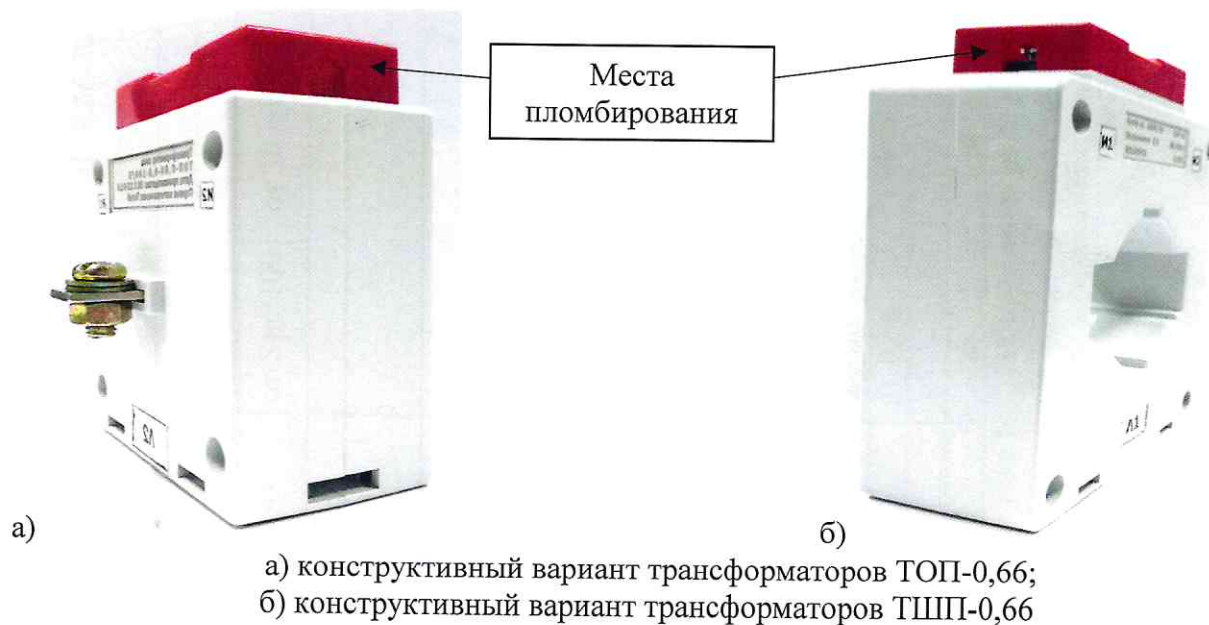 Места
пломбирования
И2
Л2
И1
Л1
а)
б)
а) конструктивный вариант трансформаторов ТОП-0,66;
б) конструктивный вариант трансформаторов ТШП-0,66